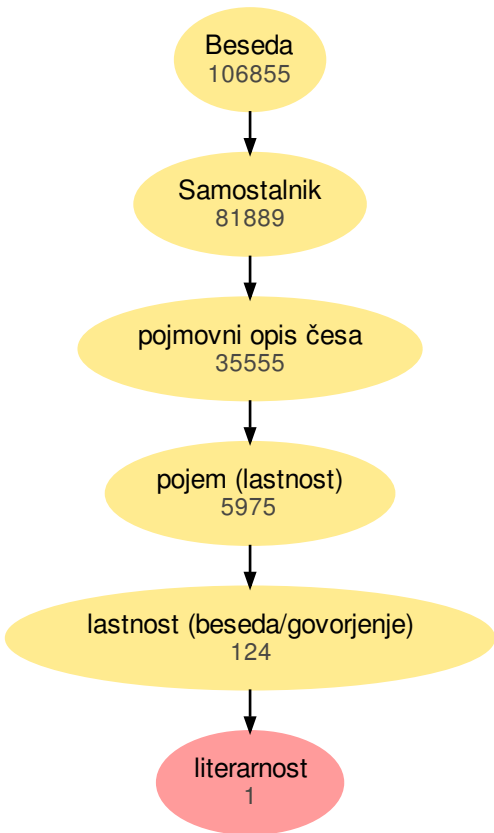 Beseda
106855
Samostalnik
81889
pojmovni opis česa
35555
pojem (lastnost)
5975
lastnost (beseda/govorjenje)
124
literarnost
1